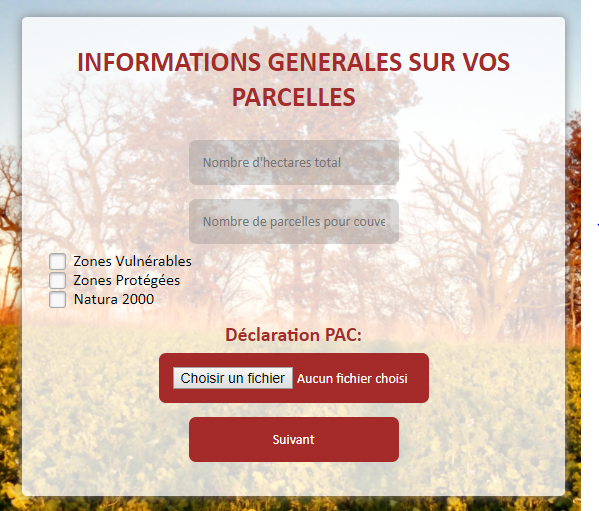 INFORMATIONS GENERALES SUR VOS
PARCELLES
Nombre d'hectares total
Nombre de parcelles pour couve
Zones Vulnérables
Zones Protégées
Natura 2000
Déclaration PAC:
Choisir un fichier Aucun fichier choisi
Suivant